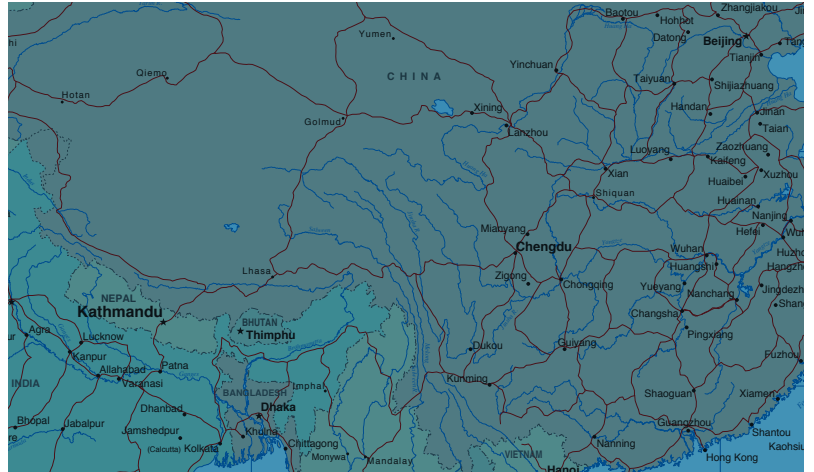 Baotou
Hohhot
Zhangjiakou
Datong
Beijing
Tianjin
Yumen
CHINA
Yinchuan
Taiyuan
Shijiazhuang
Qiemo
Hotan
Golmud
Xining
Lanzhou
Handan
Jinan
Taian
Luoyang
Kaifeng
Zaozhuang
Xian
Huaibei
Xuzhou
Shiquan
Huainan
Nanjing
Mianyang
Hefei
Chengdu
Wuhan
Huangshi
Lhasa
Zigong
Chongqing
Yueyang
Nanchang
NEPAL
Kathmandu
Changsha
BHUTAN
Thimphu
Pingxiang
Agra
Lucknow
Kanpur
Dukou
Guiyang
Fuzhou
Allahabad
Patna
Varanasi
INDIA
Imphal
Kunming
BANGLADESH
Shaoguan
Xiamen
Dhanbad
Dhaka
Bhopal
Jabalpur
Jamshedpur
Khulna
Guangzhou
Shantou
(Calcutta) Kolkata
Chittagong
Nanning
Hong Kong
Kaohsiu
Monywa
Mandalay
VIETNAM
Hanoi